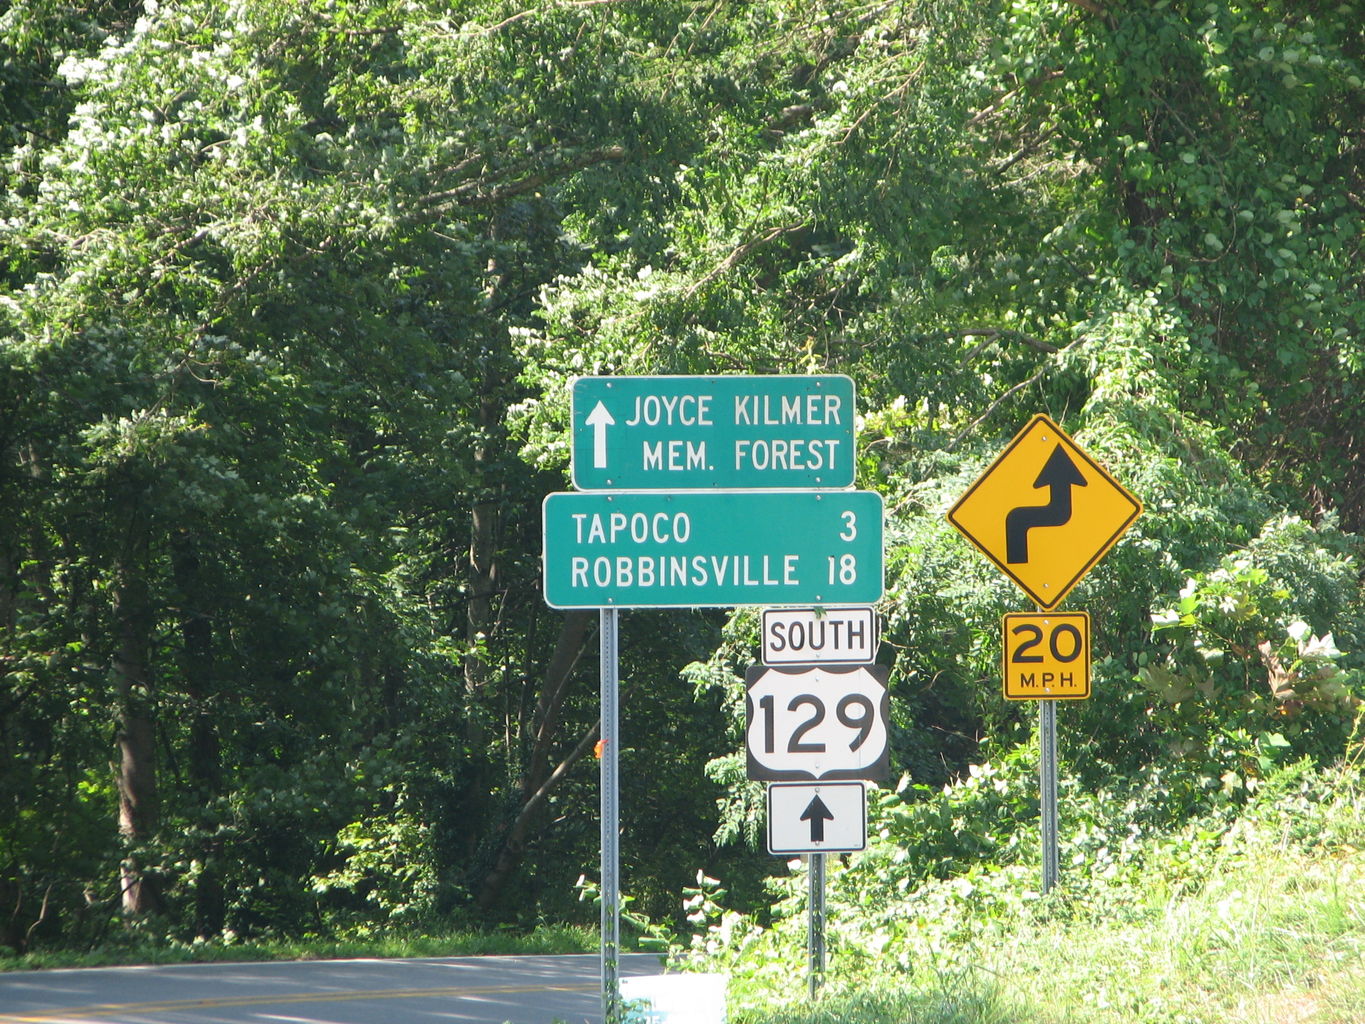 JOYCE KILMER
MEM. FOREST
TAPOCO 3
ROBBINSVILLE 18
SOUTH
129
20
M.P.H.